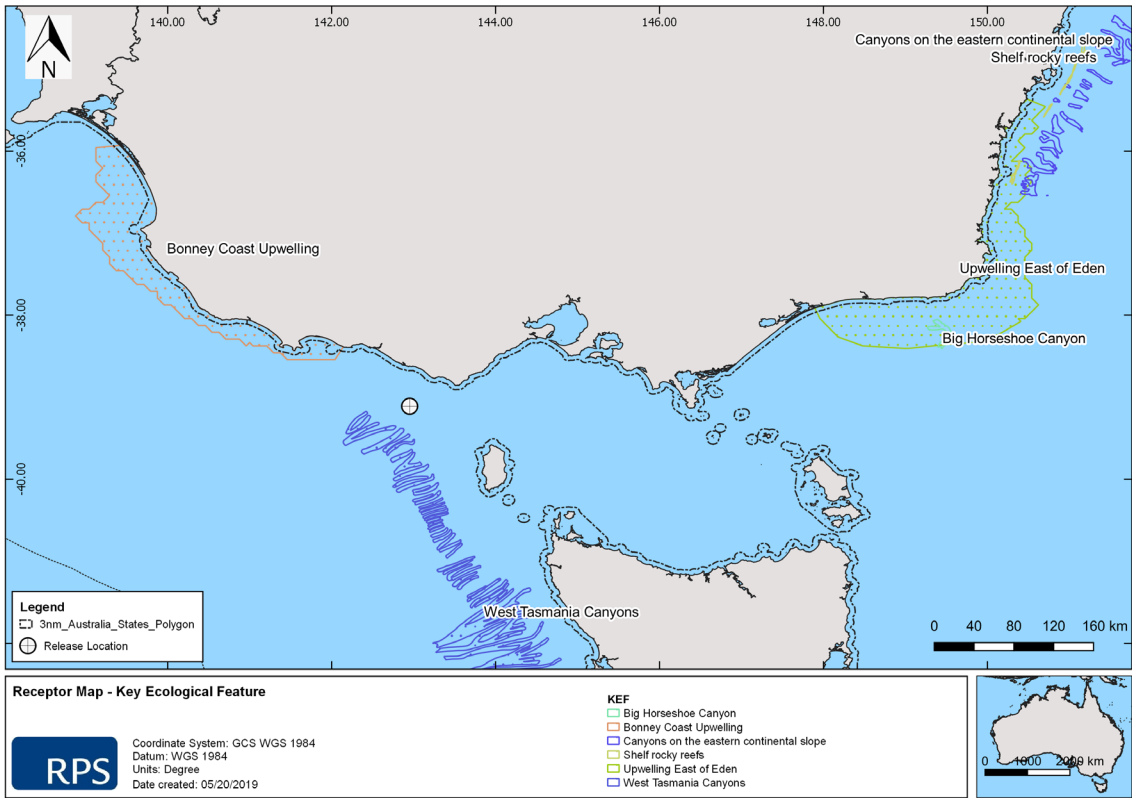 140.00
142.00
144.00
146.00
148.00
150.00
N
Canyons on the eastern continental slope
Shelf rocky reefs
-36.00
Bonney Coast Upwelling
Upwelling East of Eden
-38.00
Big Horseshoe Canyon
-40.00
West Tasmania Canyons
Legend
3nm_Australia_States_Polygon
Release Location
0 40 80 120 160 km
Receptor Map - Key Ecological Feature
RPS
Coordinate System: GCS WGS 1984
Datum: WGS 1984
Units: Degree
Date created: 05/20/2019
KEF
Big Horseshoe Canyon
Bonney Coast Upwelling
Canyons on the eastern continental slope
Shelf rocky reefs
Upwelling East of Eden
West Tasmania Canyons
0 1000 2000 km